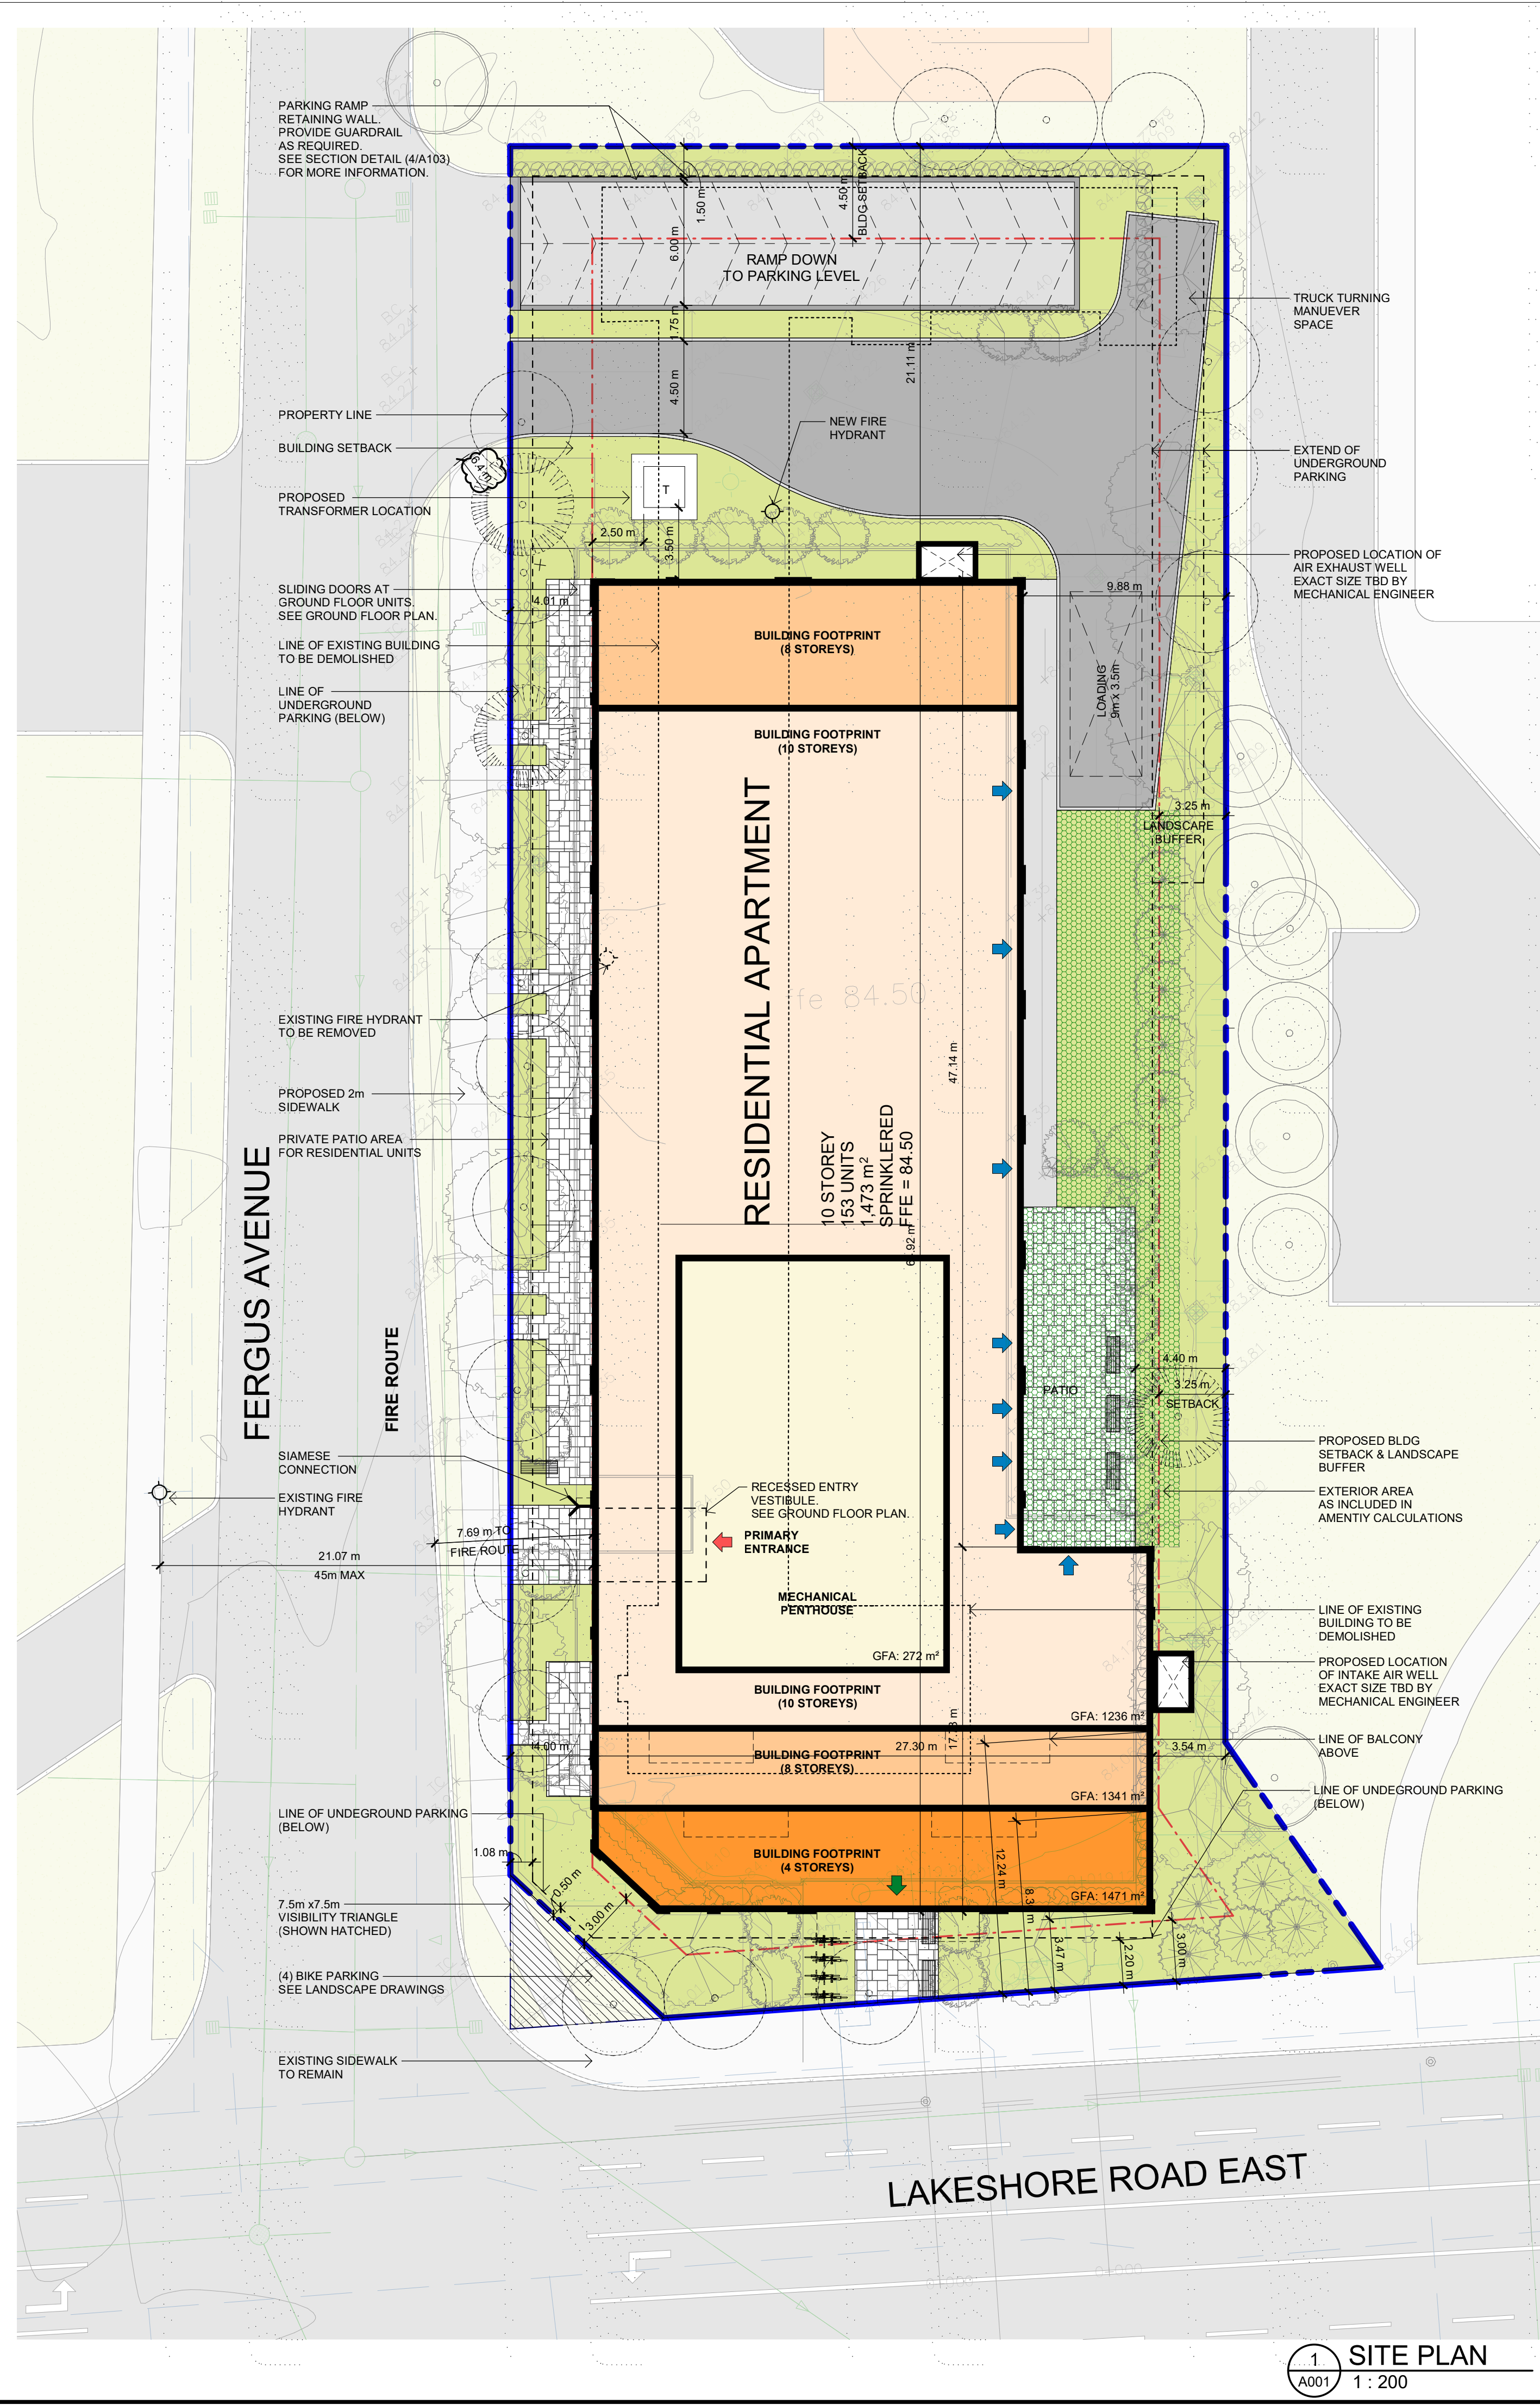 PARKING RAMP
RETAINING WALL.
PROVIDE GUARDRAIL
AS REQUIRED.
SEE SECTION DETAIL (4/A103)
FOR MORE INFORMATION.
1.50 m
4.50 m
BLDG SETBACK
6.00 m
RAMP DOWN
TO PARKING LEVEL
1.75 m
4.50 m
21.11 m
TRUCK TURNING
MANUEVER
SPACE
PROPERTY LINE
BUILDING SETBACK
NEW FIRE
HYDRANT
EXTEND OF
UNDERGROUND
PARKING
6.4 m
PROPOSED
TRANSFORMER LOCATION
T
2.50 m
3.50 m
PROPOSED LOCATION OF
AIR EXHAUST WELL
EXACT SIZE TBD BY
MECHANICAL ENGINEER
SLIDING DOORS AT
GROUND FLOOR UNITS.
SEE GROUND FLOOR PLAN.
4.01 m
9.88 m
LINE OF EXISTING BUILDING
TO BE DEMOLISHED
BUILDING FOOTPRINT
(8 STOREYS)
LOADING
9m x 3.5m
LINE OF
UNDERGROUND
PARKING (BELOW)
BUILDING FOOTPRINT
(10 STOREYS)
3.25 m
LANDSCAPE
BUFFER
RESIDENTIAL APARTMENT
fe 84.50
EXISTING FIRE HYDRANT
TO BE REMOVED
47.14 m
PROPOSED 2m
SIDEWALK
PRIVATE PATIO AREA
FOR RESIDENTIAL UNITS
10 STOREY
153 UNITS
1,473 m²
SPRINKLERED
FFE = 84.50
FERGUS AVENUE
FIRE ROUTE
4.40 m
3.25 m
SETBACK
PATIO
PROPOSED BLDG
SETBACK & LANDSCAPE
BUFFER
SIAMESE
CONNECTION
EXISTING FIRE
HYDRANT
RECESSED ENTRY
VESTIBULE.
SEE GROUND FLOOR PLAN.
EXTERIOR AREA
AS INCLUDED IN
AMENTIY CALCULATIONS
7.69 m TO
FIRE ROUTE
PRIMARY
ENTRANCE
21.07 m
45m MAX
MECHANICAL
PENTHOUSE
GFA: 272 m²
LINE OF EXISTING
BUILDING TO BE
DEMOLISHED
PROPOSED LOCATION
OF INTAKE AIR WELL
EXACT SIZE TBD BY
MECHANICAL ENGINEER
BUILDING FOOTPRINT
(10 STOREYS)
GFA: 1236 m²
4.00 m
27.30 m
3.54 m
LINE OF BALCONY
ABOVE
BUILDING FOOTPRINT
(8 STOREYS)
GFA: 1341 m²
LINE OF UNDEGROUND PARKING
(BELOW)
LINE OF UNDEGROUND PARKING
(BELOW)
1.08 m
BUILDING FOOTPRINT
(4 STOREYS)
GFA: 1471 m²
12.24 m
0.50 m
3.00 m
7.5m x7.5m
VISIBILITY TRIANGLE
(SHOWN HATCHED)
3.47 m
2.20 m
3.00 m
(4) BIKE PARKING
SEE LANDSCAPE DRAWINGS
EXISTING SIDEWALK
TO REMAIN
LAKESHORE ROAD EAST
1
A001
SITE PLAN
1 : 200